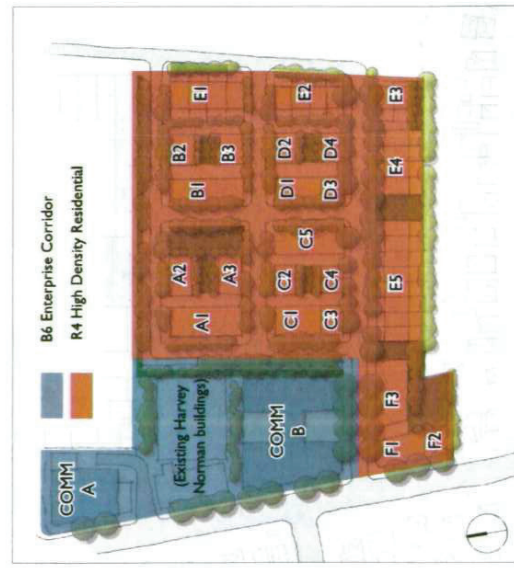 B6 Enterprise Corridor
R4 High Density Residential
COMM
A
(Existing Harvey
Norman buildings)
COMM
B
A1
A2
A3
B1
B2
B3
E1
C1
C2
C3
C4
C5
D1
D2
D3
D4
E2
F1
F2
F3
E5
E4
E3